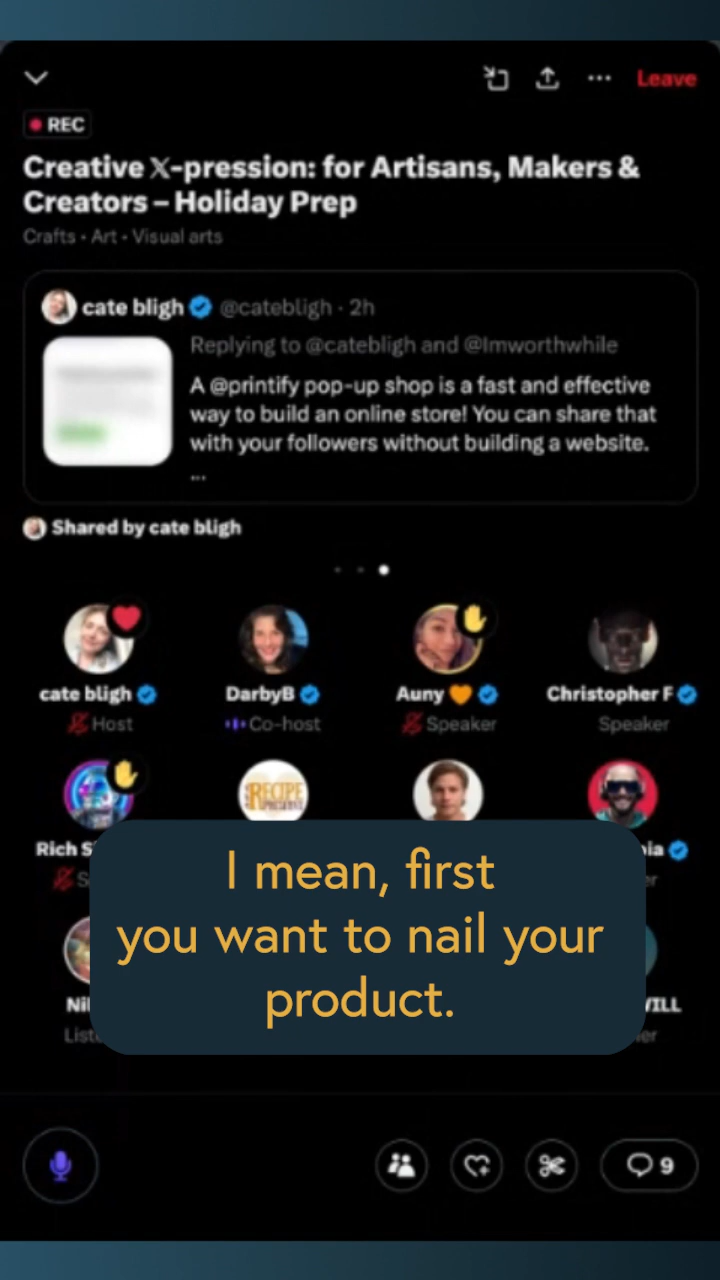 Leave
REC
Creative 𝕏-pression: for Artisans, Makers &
Creators – Holiday Prep
Crafts • Art • Visual arts
cate bligh @catebligh · 2h
Replying to @catebligh and @Imworthwhile
A @printify pop-up shop is a fast and effective
way to build an online store! You can share that
with your followers without building a website.
...
Shared by cate bligh
cate bligh DarbyB Auny 🧡 Christopher F
Host Co-host Speaker Speaker
RECIPE
Rich S
I mean, first
you want to nail your
product.
9